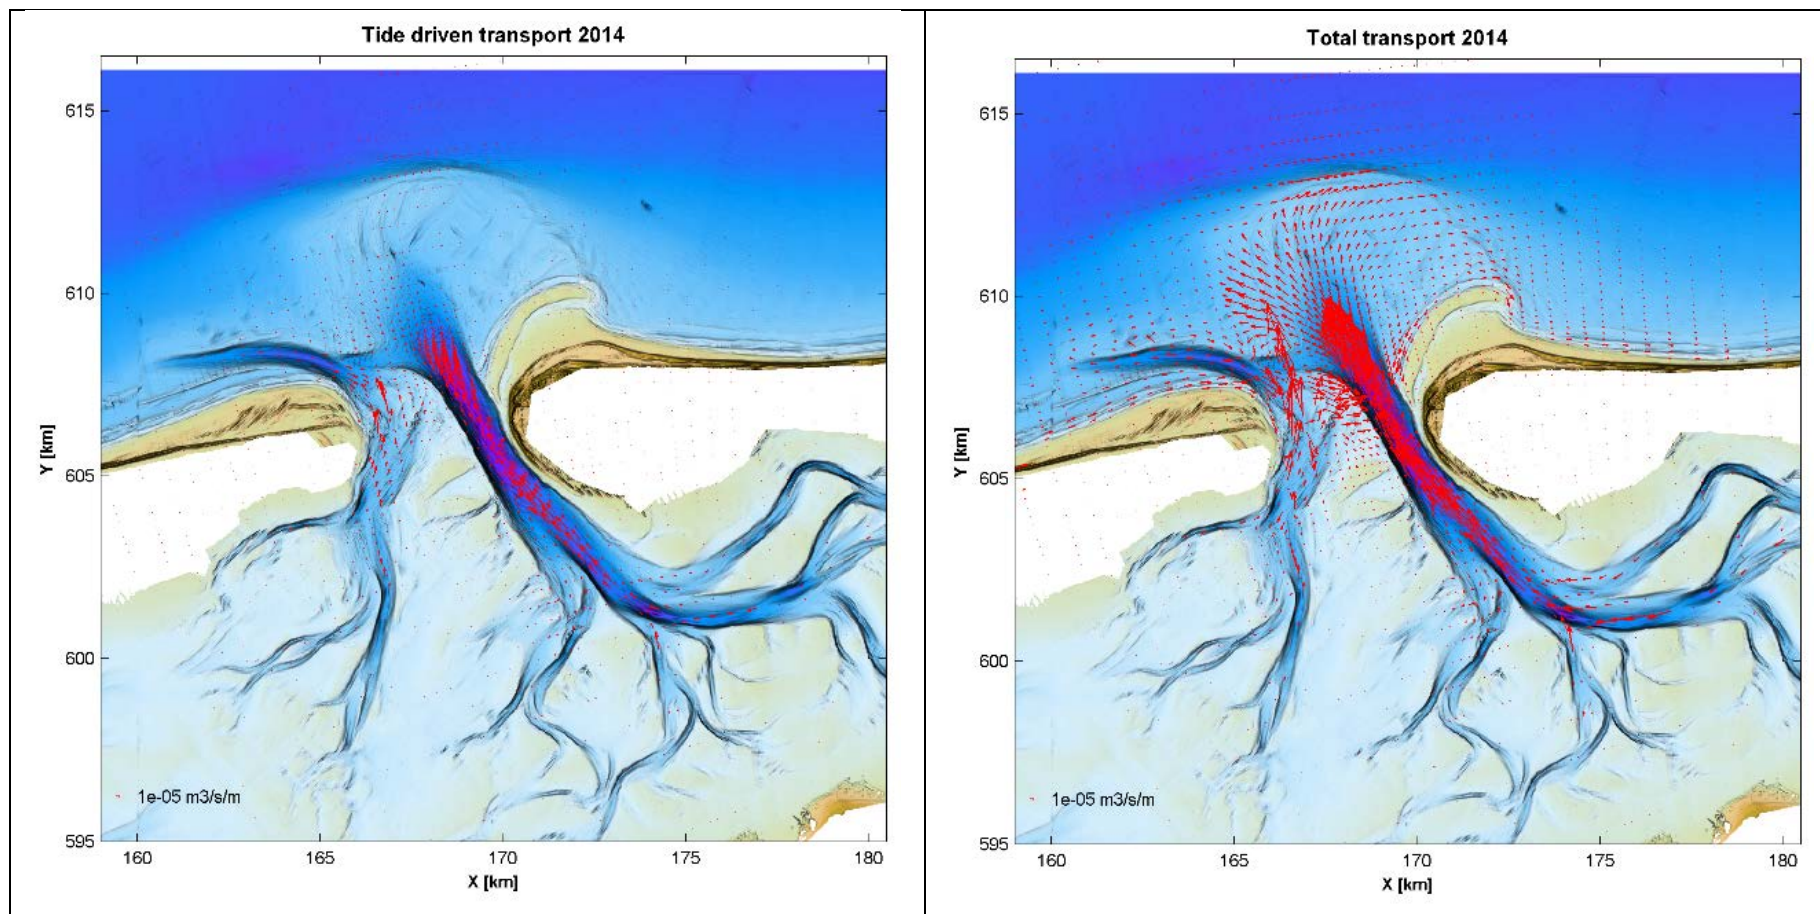 Tide driven transport 2014
615
610
605
600
595
Y [km]
1e-05 m3/s/m
160
165
170
175
180
X [km]
Total transport 2014
615
610
605
600
595
Y [km]
1e-05 m3/s/m
160
165
170
175
180
X [km]